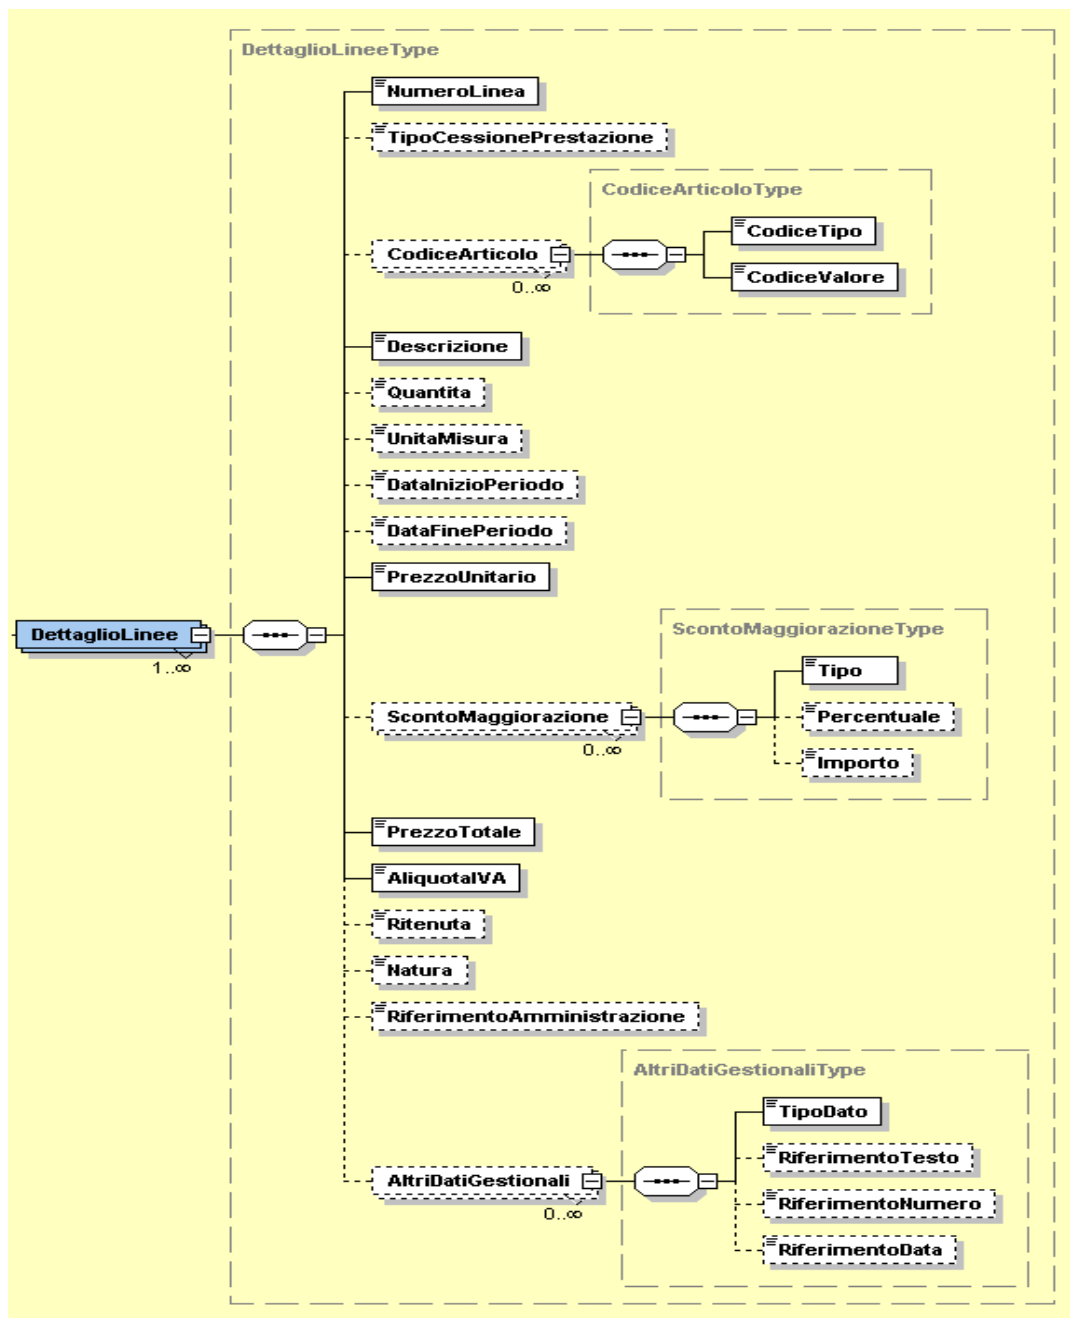 DettaglioLineeType
NumeroLinea
TipoCessionePrestazione
CodiceArticoloType
CodiceTipo
CodiceArticolo
CodiceValore
0..∞
Descrizione
Quantita
UnitaMisura
DataInizioPeriodo
DataFinePeriodo
PrezzoUnitario
DettaglioLinee
1..∞
ScontoMaggiorazioneType
Tipo
ScontoMaggiorazione
Percentuale
0..∞
Importo
PrezzoTotale
AliquotaIVA
Ritenuta
Natura
RiferimentoAmministrazione
AltriDatiGestionaliType
TipoDato
RiferimentoTesto
AltriDatiGestionali
RiferimentoNumero
0..∞
RiferimentoData